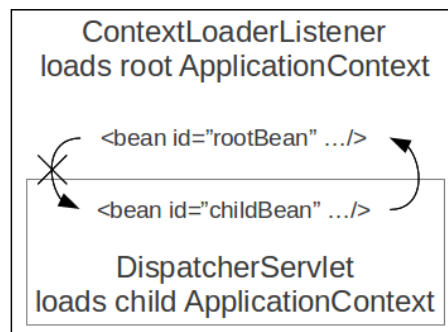 ContextLoaderListener
loads root ApplicationContext
<bean id=”rootBean” .../>
<bean id=”childBean” .../>
DispatcherServlet
loads child ApplicationContext